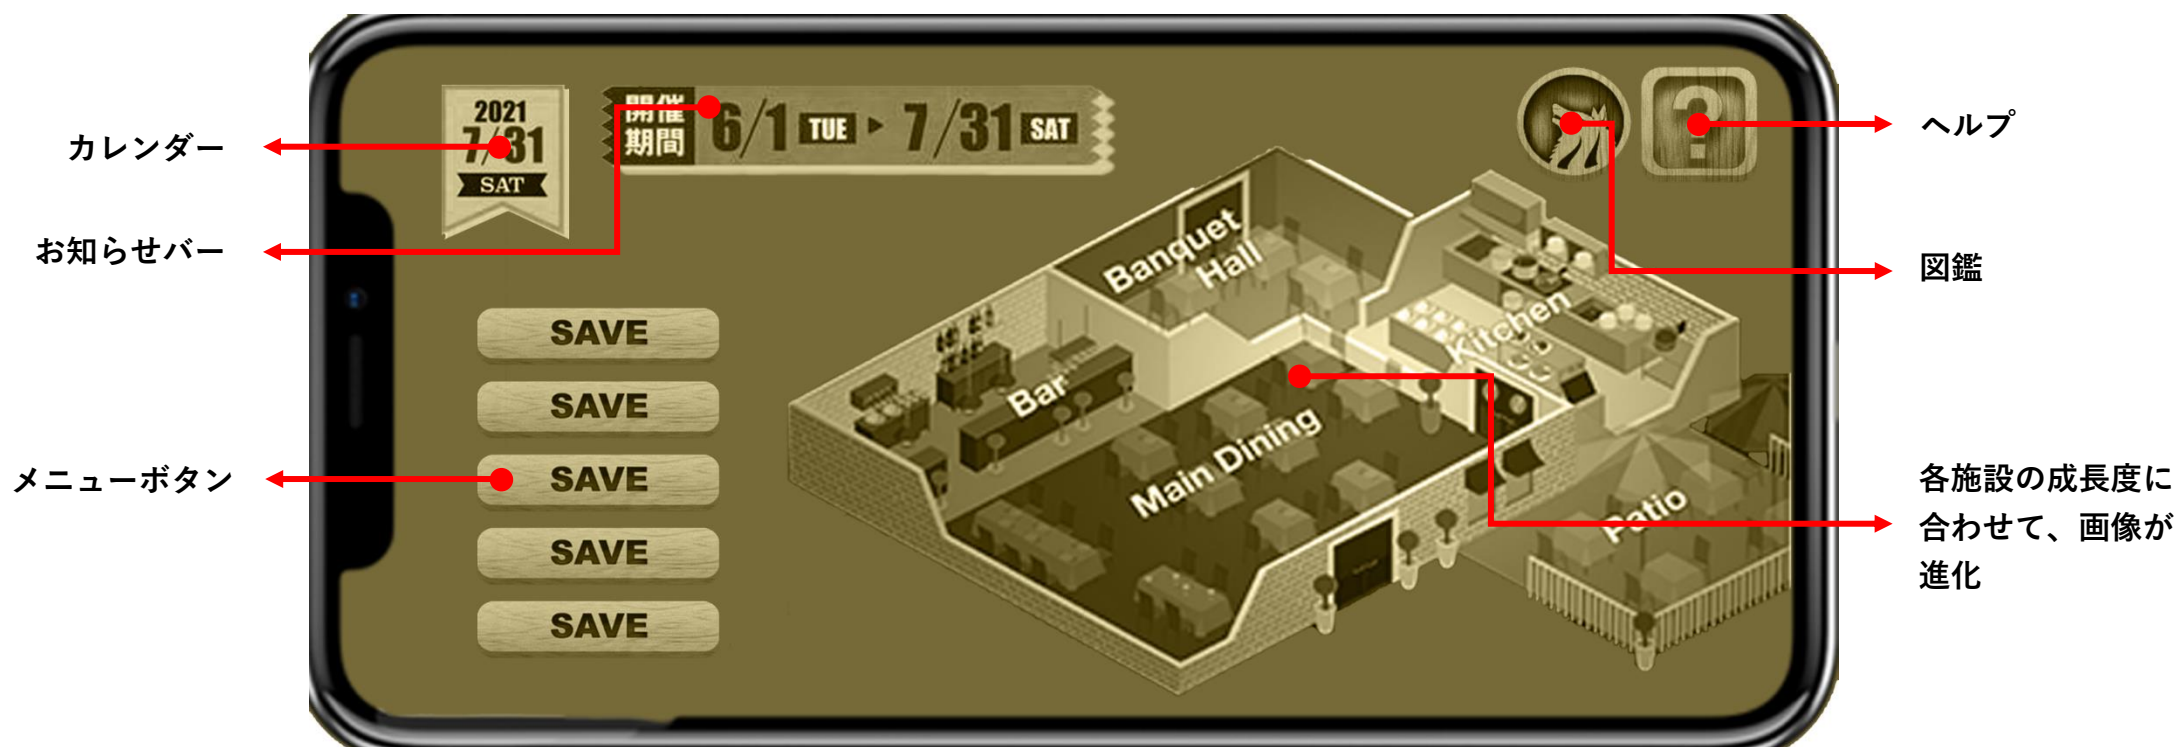 カレンダー
お知らせバー
メニューボタン
2021
7/31
SAT
開催
期間
6/1 TUE ▶ 7/31 SAT
SAVE
SAVE
SAVE
SAVE
SAVE
Banquet
Hall
Kitchen
Bar
Main Dining
Patio
?
ヘルプ
図鑑
各施設の成長度に
合わせて、画像が
進化